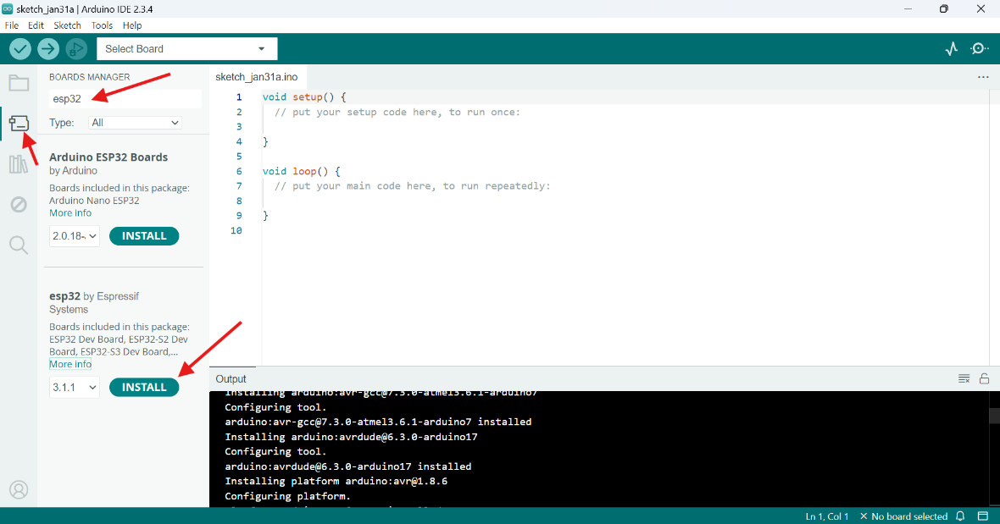 sketch_jan31a | Arduino IDE 2.3.4
File Edit Sketch Tools Help
Select Board
BOARDS MANAGER
esp32
Type: All
Arduino ESP32 Boards
by Arduino
Boards included in this package:
Arduino Nano ESP32
More info
2.0.18- INSTALL
esp32 by Espressif
Systems
Boards included in this package:
ESP32 Dev Board, ESP32-S2 Dev
Board, ESP32-S3 Dev Board,...
More info
3.1.1 INSTALL
sketch_jan31a.ino
1 void setup() {
2 // put your setup code here, to run once:
3
4 }
5
6 void loop() {
7 // put your main code here, to run repeatedly:
8
9 }
10
Output
Installing arduino:avr-gcc@7.3.0-atmel3.6.1-arduino7
Configuring tool.
arduino:avr-gcc@7.3.0-atmel3.6.1-arduino7 installed
Installing arduino:avrdude@6.3.0-arduino17
Configuring tool.
arduino:avrdude@6.3.0-arduino17 installed
Installing platform arduino:avr@1.8.6
Configuring platform.
Ln 1, Col 1 × No board selected